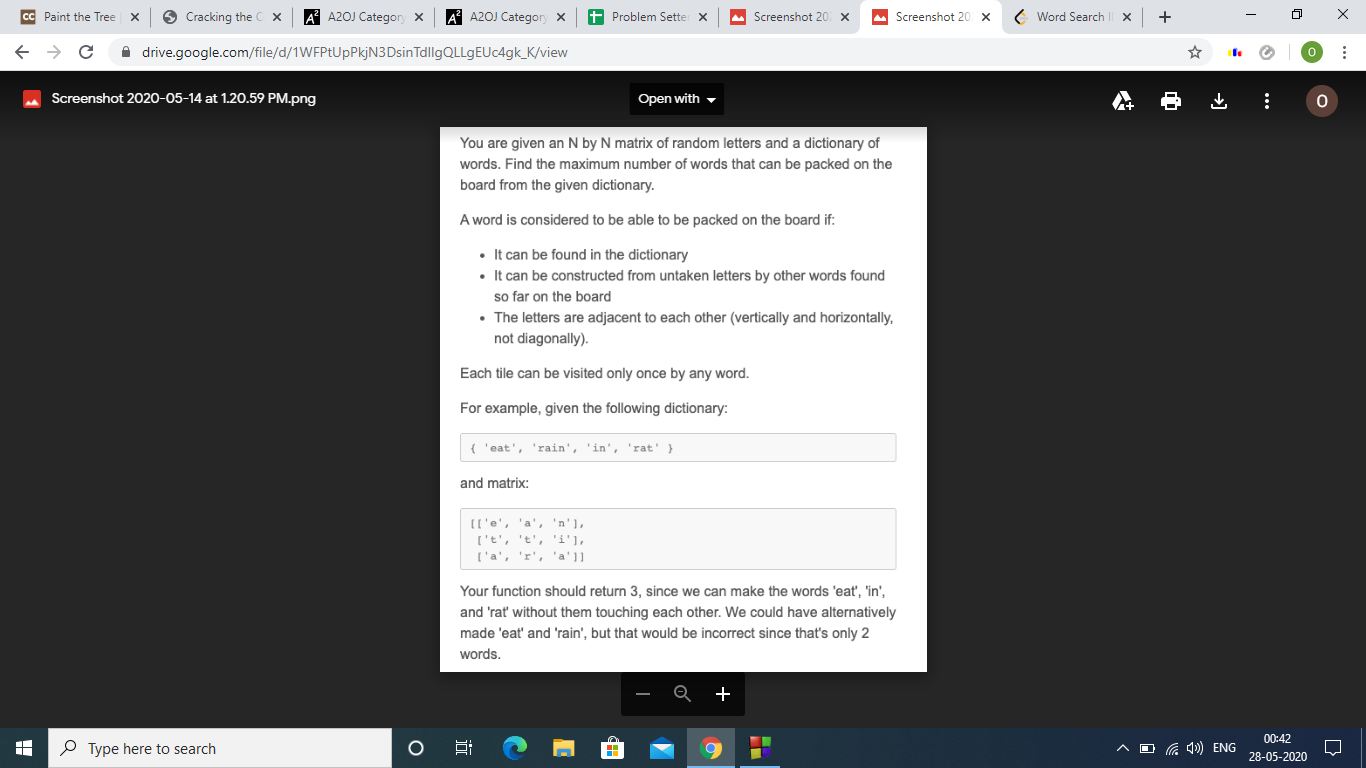 Paint the Tree
Cracking the C
A2OJ Category
A2OJ Category
Problem Setter
Screenshot 202
Screenshot 20
Word Search II
drive.google.com/file/d/1WFPtUpPkjN3DsinTdIlgQLLgEUc4gk_K/view
O
Screenshot 2020-05-14 at 1.20.59 PM.png
Open with
O
You are given an N by N matrix of random letters and a dictionary of
words. Find the maximum number of words that can be packed on the
board from the given dictionary.
A word is considered to be able to be packed on the board if:
• It can be found in the dictionary
• It can be constructed from untaken letters by other words found
so far on the board
• The letters are adjacent to each other (vertically and horizontally,
not diagonally).
Each tile can be visited only once by any word.
For example, given the following dictionary:
{ 'eat', 'rain', 'in', 'rat' }
and matrix:
[['e', 'a', 'n'],
['t', 't', 'i'],
['a', 'r', 'a']]
Your function should return 3, since we can make the words 'eat', 'in',
and 'rat' without them touching each other. We could have alternatively
made 'eat' and 'rain', but that would be incorrect since that's only 2
words.
Type here to search
ENG
00:42
28-05-2020